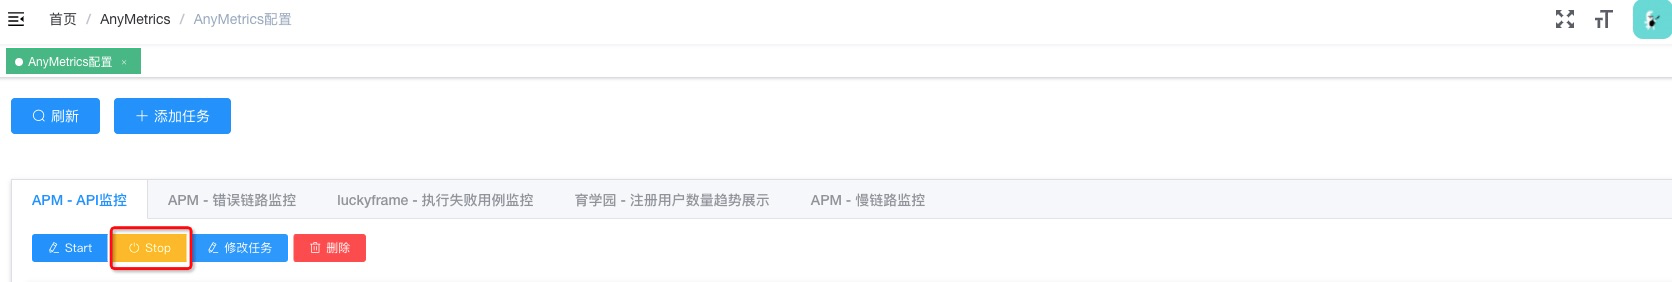 首页 / AnyMetrics / AnyMetrics配置
AnyMetrics配置 ×
刷新 添加任务
APM - API监控 APM - 错误链路监控 luckyframe - 执行失败用例监控 育学园 - 注册用户数量趋势展示 APM - 慢链路监控
Start Stop 修改任务 删除